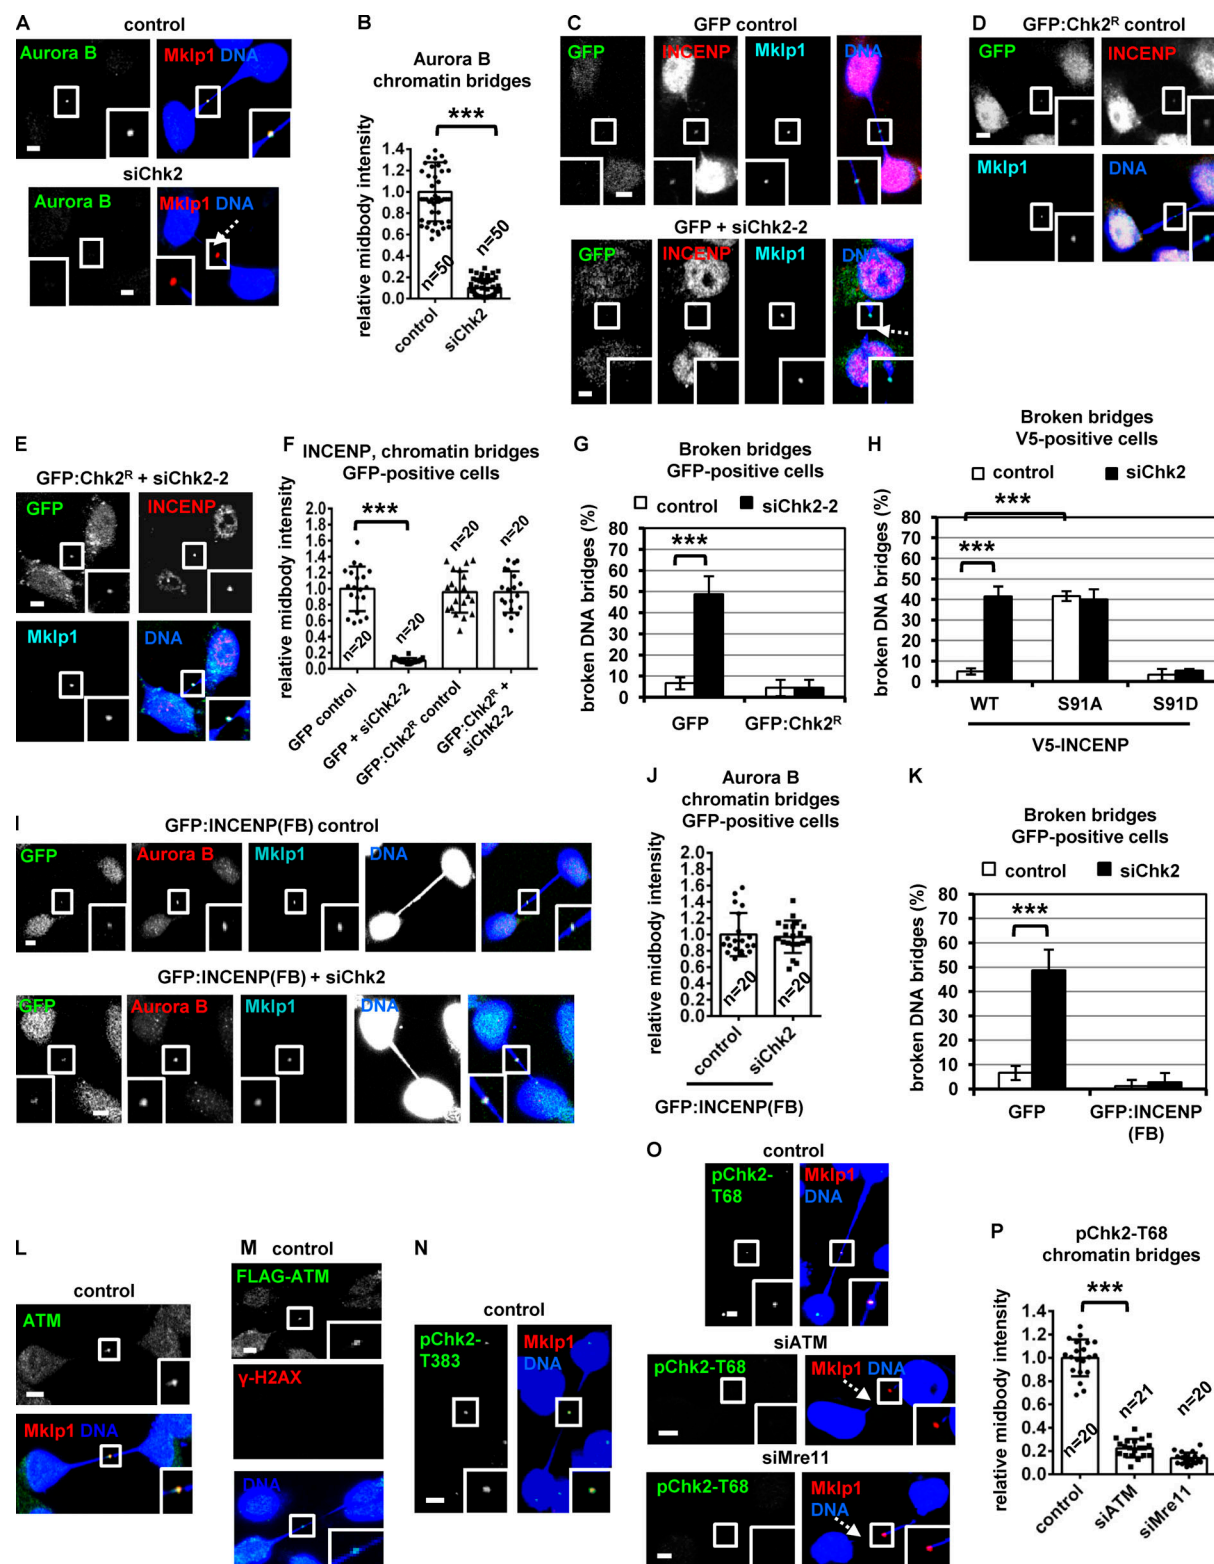 A
control
Aurora B
Mklp1 DNA
siChk2
Aurora B
Mklp1 DNA
B
Aurora B
chromatin bridges
***
relative midbody intensity
1.4
1.2
1.0
0.8
0.6
0.4
0.2
0.0
n=50
n=50
control
siChk2
C
GFP control
GFP
INCENP
Mklp1
DNA
GFP + siChk2-2
GFP
INCENP
Mklp1
DNA
D
GFP:Chk2R control
GFP
INCENP
Mklp1
DNA
E
GFP:Chk2R + siChk2-2
GFP
INCENP
Mklp1
DNA
F
INCENP, chromatin bridges
GFP-positive cells
***
relative midbody intensity
2.0
1.8
1.6
1.4
1.2
1.0
0.8
0.6
0.4
0.2
0.0
n=20
n=20
n=20
n=20
GFP control
GFP + siChk2-2
GFP:Chk2R control
GFP:Chk2R +
siChk2-2
G
Broken bridges
GFP-positive cells
control
siChk2-2
***
broken DNA bridges (%)
80
70
60
50
40
30
20
10
0
GFP
GFP:Chk2R
H
Broken bridges
V5-positive cells
control
siChk2
***
***
broken DNA bridges (%)
80
70
60
50
40
30
20
10
0
WT
S91A
S91D
V5-INCENP
I
GFP:INCENP(FB) control
GFP
Aurora B
Mklp1
DNA
GFP:INCENP(FB) + siChk2
GFP
Aurora B
Mklp1
DNA
J
Aurora B
chromatin bridges
GFP-positive cells
relative midbody intensity
2.0
1.8
1.6
1.4
1.2
1.0
0.8
0.6
0.4
0.2
0.0
n=20
n=20
control
siChk2
GFP:INCENP(FB)
K
Broken bridges
GFP-positive cells
control
siChk2
***
broken DNA bridges (%)
80
70
60
50
40
30
20
10
0
GFP
GFP:INCENP
(FB)
L
control
ATM
Mklp1 DNA
M
control
FLAG-ATM
γ-H2AX
DNA
N
control
pChk2-
T383
Mklp1
DNA
O
control
pChk2-
T68
Mklp1
DNA
siATM
pChk2-T68
Mklp1 DNA
siMre11
pChk2-T68
Mklp1
DNA
P
pChk2-T68
chromatin bridges
***
relative midbody intensity
1.4
1.2
1.0
0.8
0.6
0.4
0.2
0.0
n=20
n=21
n=20
control
siATM
siMre11